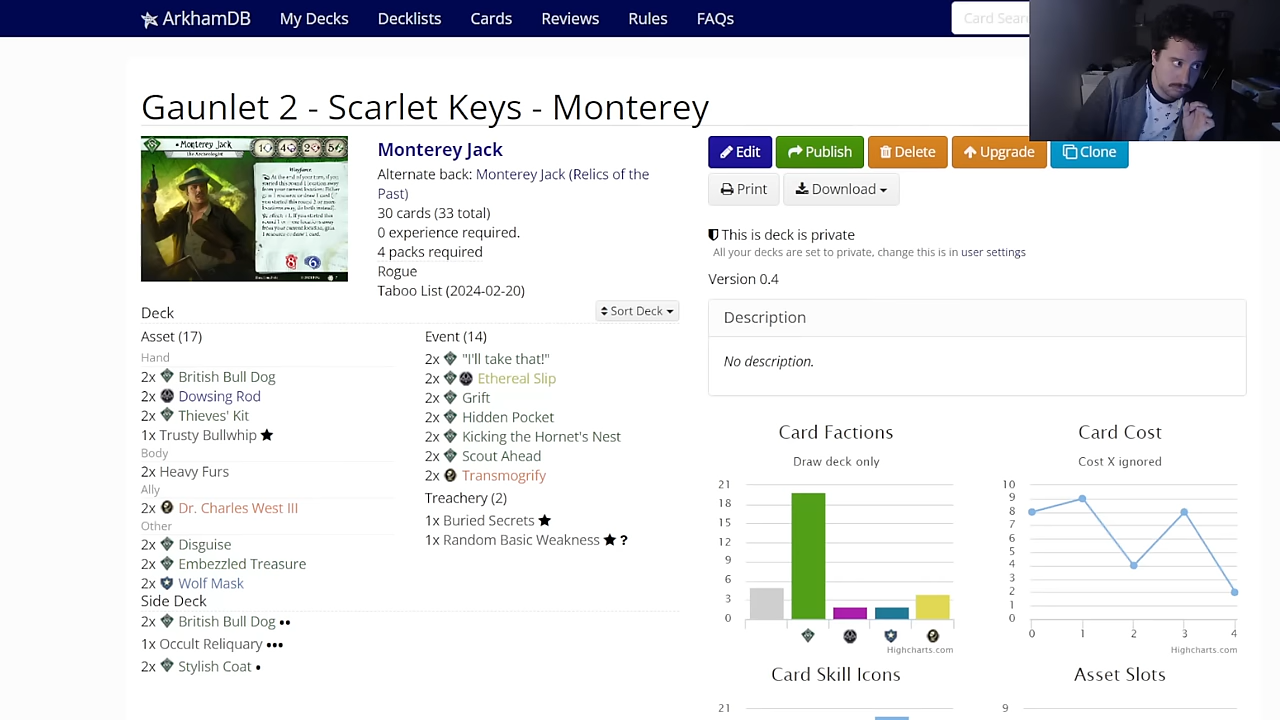 ArkhamDB My Decks Decklists Cards Reviews Rules FAQs
Card Sear
Gaunlet 2 - Scarlet Keys - Monterey
Monterey Jack
The Archaeologist
Monterey Jack
Alternate back: Monterey Jack (Relics of the
Past)
30 cards (33 total)
0 experience required.
4 packs required
Rogue
Taboo List (2024-02-20)
Edit Publish Delete Upgrade Clone
Print Download
This is deck is private
All your decks are set to private, change this is in user settings
Version 0.4
Description
No description.
Deck
Sort Deck
Asset (17)
Hand
2x British Bull Dog
2x Dowsing Rod
2x Thieves' Kit
1x Trusty Bullwhip
Body
2x Heavy Furs
Ally
2x Dr. Charles West III
Other
2x Disguise
2x Embezzled Treasure
2x Wolf Mask
Event (14)
2x "I'll take that!"
2x Ethereal Slip
2x Grift
2x Hidden Pocket
2x Kicking the Hornet's Nest
2x Scout Ahead
2x Transmogrify
Treachery (2)
1x Buried Secrets
1x Random Basic Weakness ?
Side Deck
2x British Bull Dog ••
1x Occult Reliquary •••
2x Stylish Coat •
Card Factions
Draw deck only
21
18
15
12
9
6
3
0
Highcharts.com
Card Cost
Cost X ignored
10
9
8
7
6
5
4
3
2
1
0
0 1 2 3 4
Highcharts.com
Card Skill Icons
21
Asset Slots
9